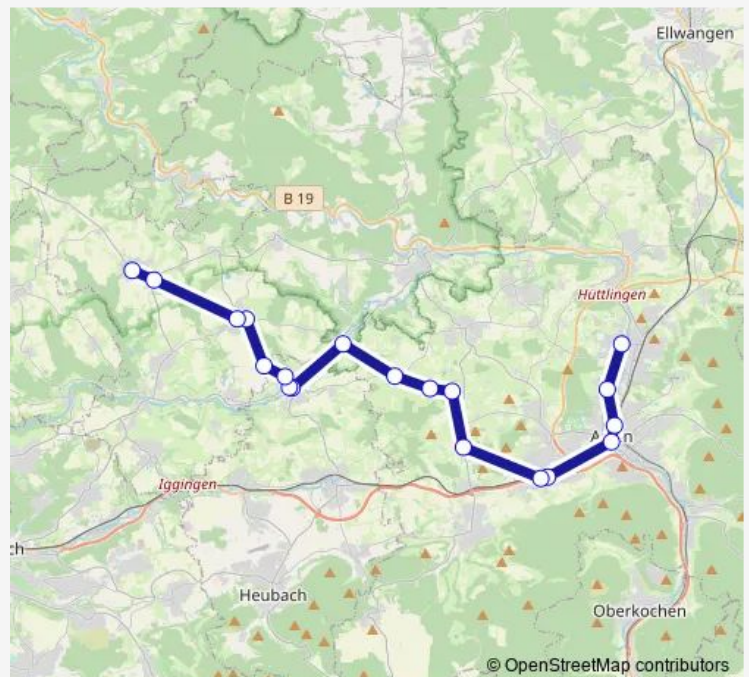 Ellwangen
B 19
Hüttlingen
Iggingen
ch
Heubach
Oberkochen
© OpenStreetMap contributors